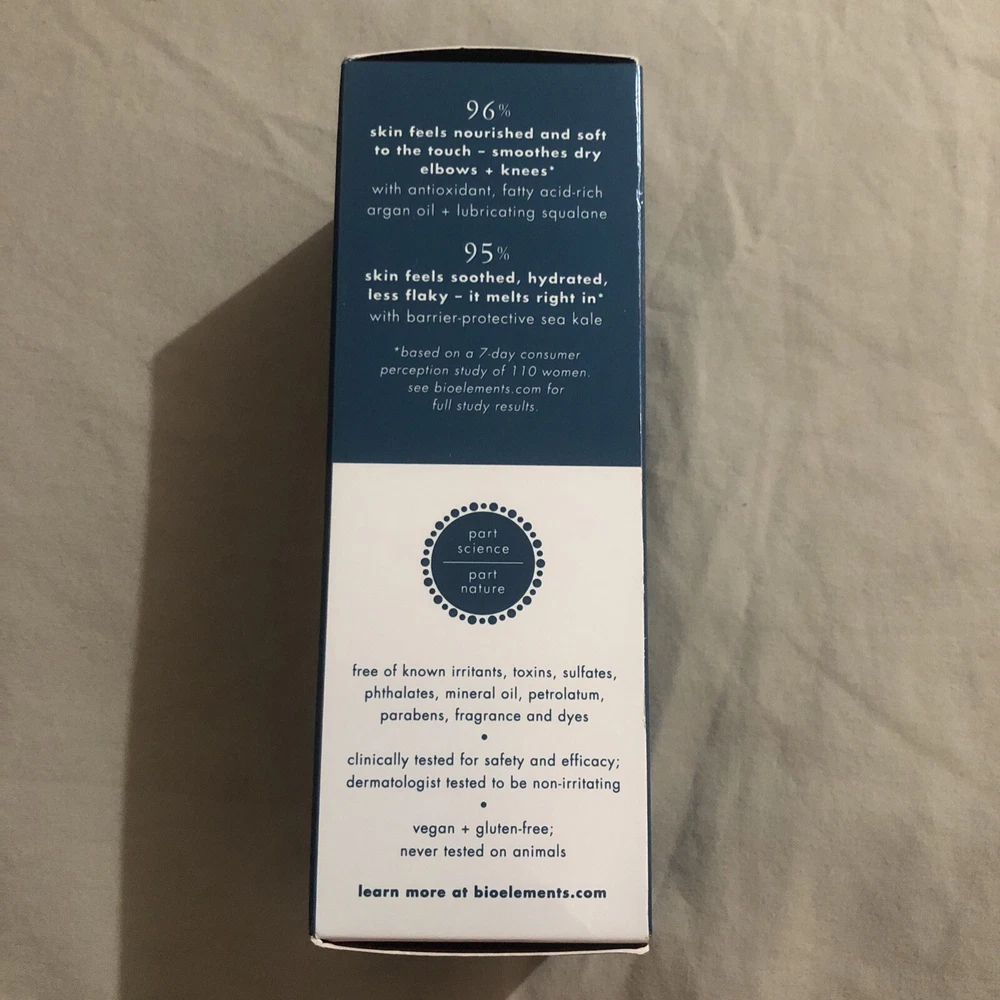 96%
skin feels nourished and soft
to the touch – smoothes dry
elbows + knees*
with antioxidant, fatty acid-rich
argan oil + lubricating squalane
95%
skin feels soothed, hydrated,
less flaky – it melts right in*
with barrier-protective sea kale
*based on a 7-day consumer
perception study of 110 women.
see bioelements.com for
full study results.
part
science
part
nature
free of known irritants, toxins, sulfates,
phthalates, mineral oil, petrolatum,
parabens, fragrance and dyes
•
clinically tested for safety and efficacy;
dermatologist tested to be non-irritating
•
vegan + gluten-free;
never tested on animals
learn more at bioelements.com